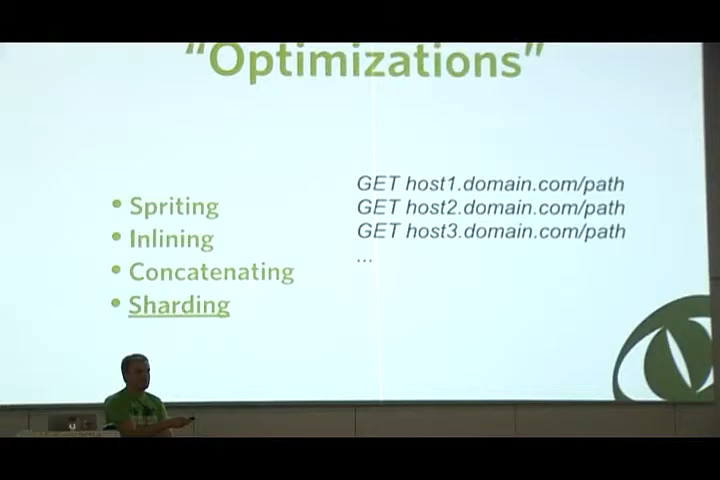 “Optimizations”
• Spriting
• Inlining
• Concatenating
• Sharding
GET host1.domain.com/path
GET host2.domain.com/path
GET host3.domain.com/path
...